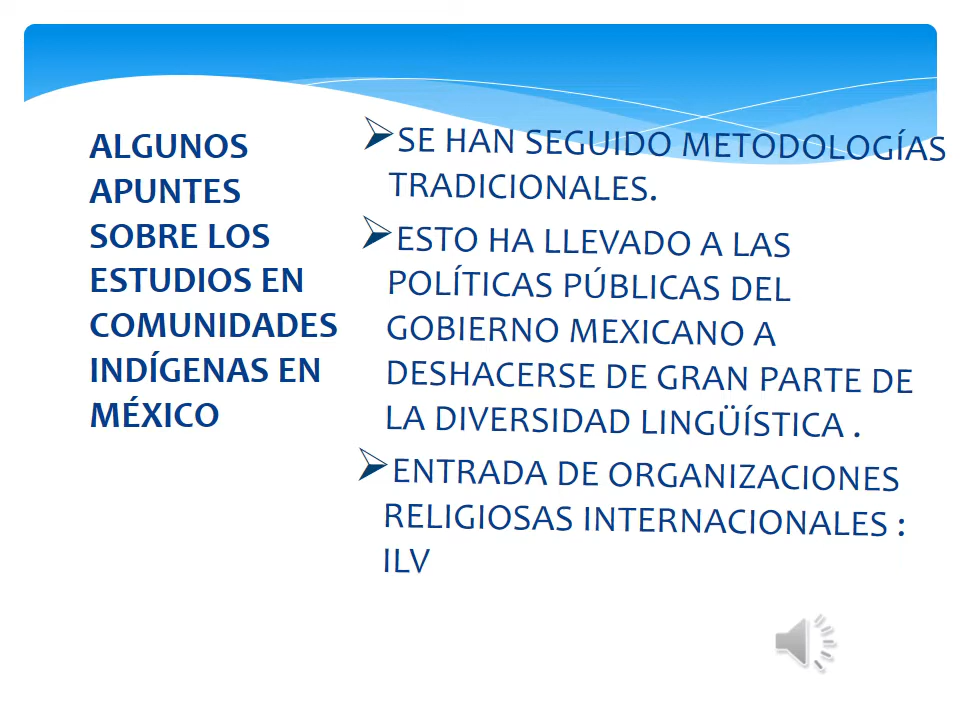 ALGUNOS
APUNTES
SOBRE LOS
ESTUDIOS EN
COMUNIDADES
INDÍGENAS EN
MÉXICO
SE HAN SEGUIDO METODOLOGÍAS
TRADICIONALES.
ESTO HA LLEVADO A LAS
POLÍTICAS PÚBLICAS DEL
GOBIERNO MEXICANO A
DESHACERSE DE GRAN PARTE DE
LA DIVERSIDAD LINGÜÍSTICA .
ENTRADA DE ORGANIZACIONES
RELIGIOSAS INTERNACIONALES :
ILV